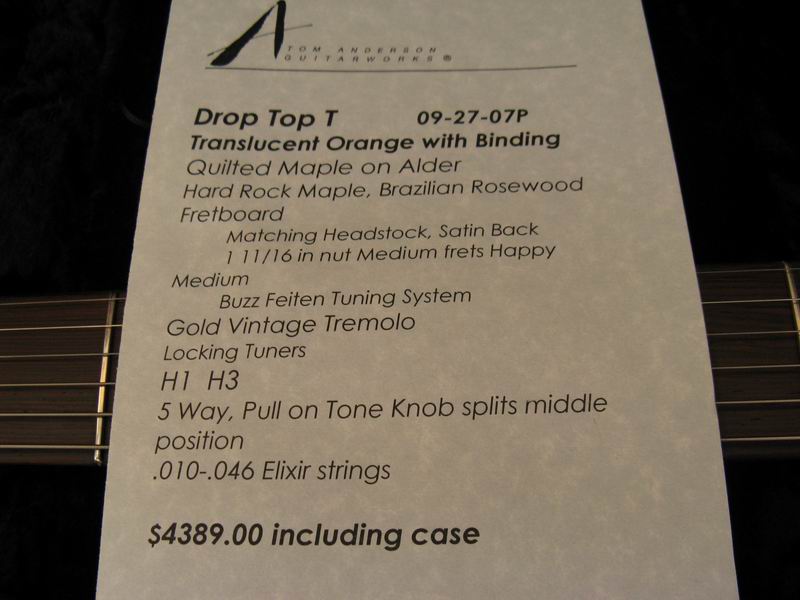 A TOM ANDERSON
GUITARWORKS ®
Drop Top T 09-27-07P
Translucent Orange with Binding
Quilted Maple on Alder
Hard Rock Maple, Brazilian Rosewood
Fretboard
Matching Headstock, Satin Back
1 11/16 in nut Medium frets Happy
Medium
Buzz Feiten Tuning System
Gold Vintage Tremolo
Locking Tuners
H1 H3
5 Way, Pull on Tone Knob splits middle
position
.010-.046 Elixir strings
$4389.00 including case